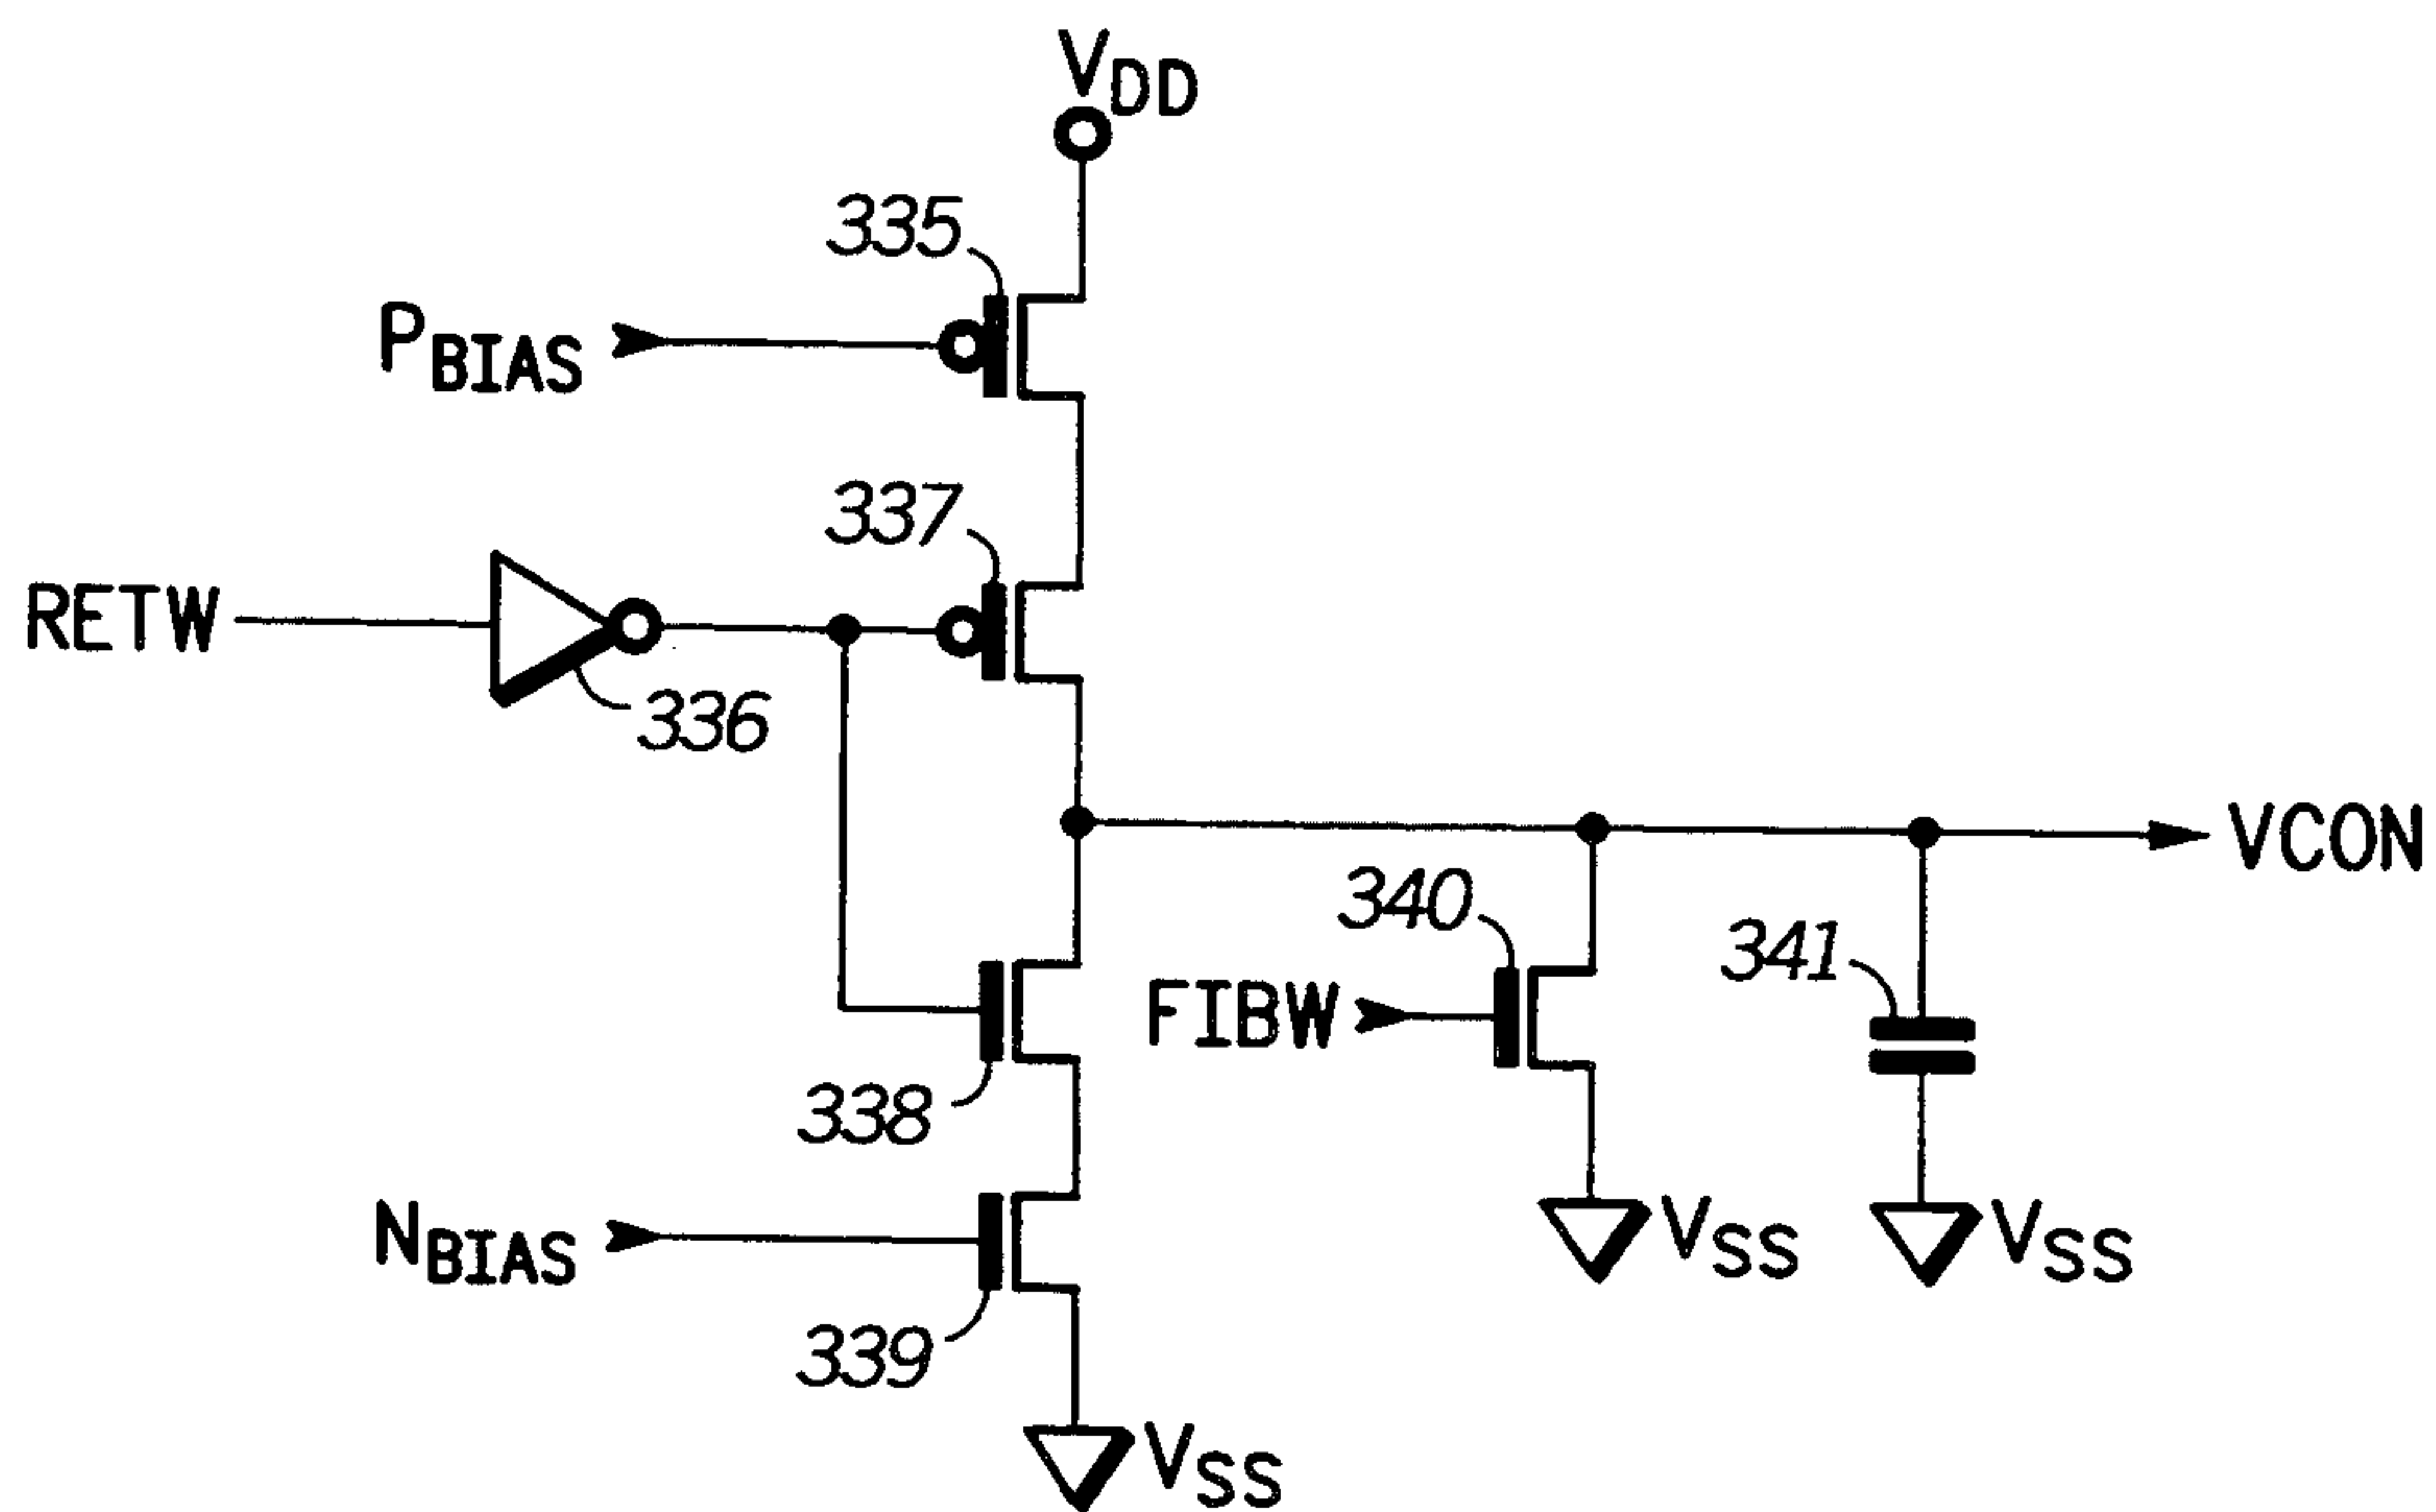 VDD
335
PBIAS
337
RETW
336
VCON
340
341
FIBW
338
NBIAS
VSS
VSS
339
VSS